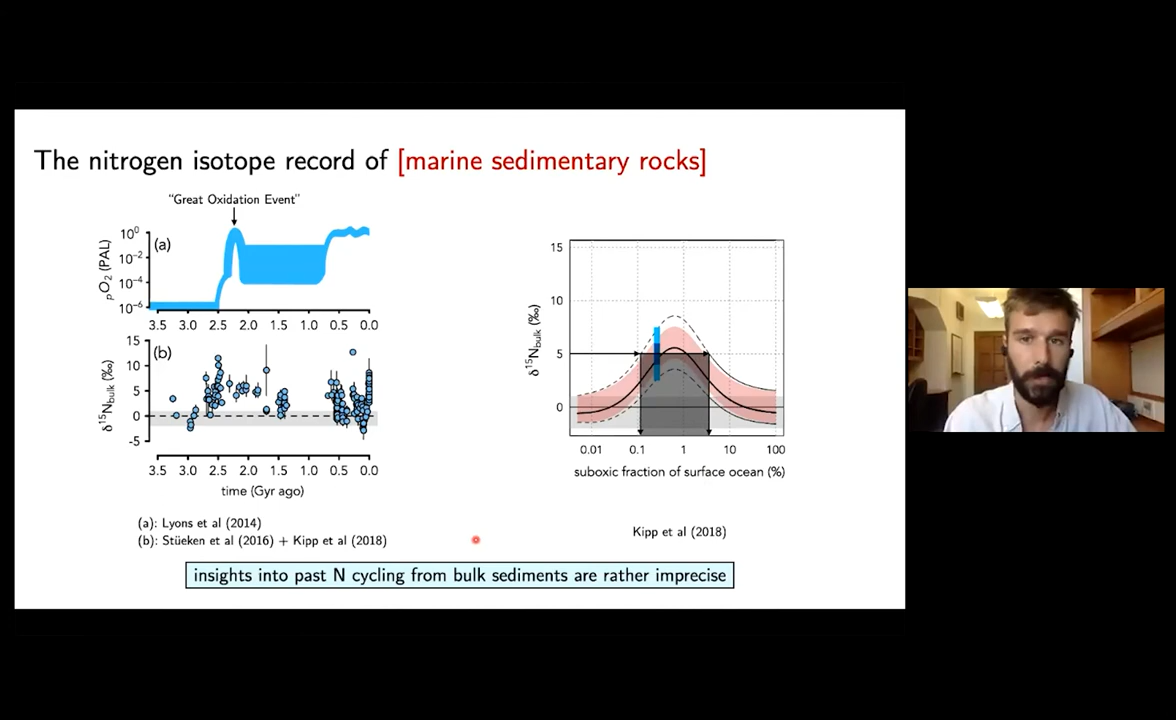 The nitrogen isotope record of [marine sedimentary rocks]
“Great Oxidation Event”
(a)
pO2 (PAL)
10⁰
10⁻²
10⁻⁴
10⁻⁶
3.5 3.0 2.5 2.0 1.5 1.0 0.5 0.0
(b)
δ¹⁵Nbulk (‰)
15
10
5
0
-5
3.5 3.0 2.5 2.0 1.5 1.0 0.5 0.0
time (Gyr ago)
(a): Lyons et al (2014)
(b): Stüeken et al (2016) + Kipp et al (2018)
δ¹⁵Nbulk (‰)
15
10
5
0
0.01 0.1 1 10 100
suboxic fraction of surface ocean (%)
Kipp et al (2018)
insights into past N cycling from bulk sediments are rather imprecise